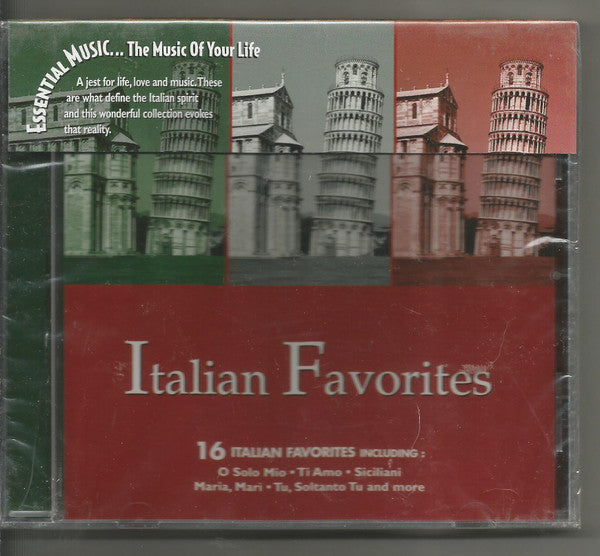 ESSENTIAL MUSIC... The Music Of Your Life
A jest for life, love and music. These
are what define the Italian spirit
and this wonderful collection evokes
that reality.
Italian Favorites
16 ITALIAN FAVORITES INCLUDING :
O Solo Mio • Ti Amo • Siciliani
Maria, Mari • Tu, Soltanto Tu and more